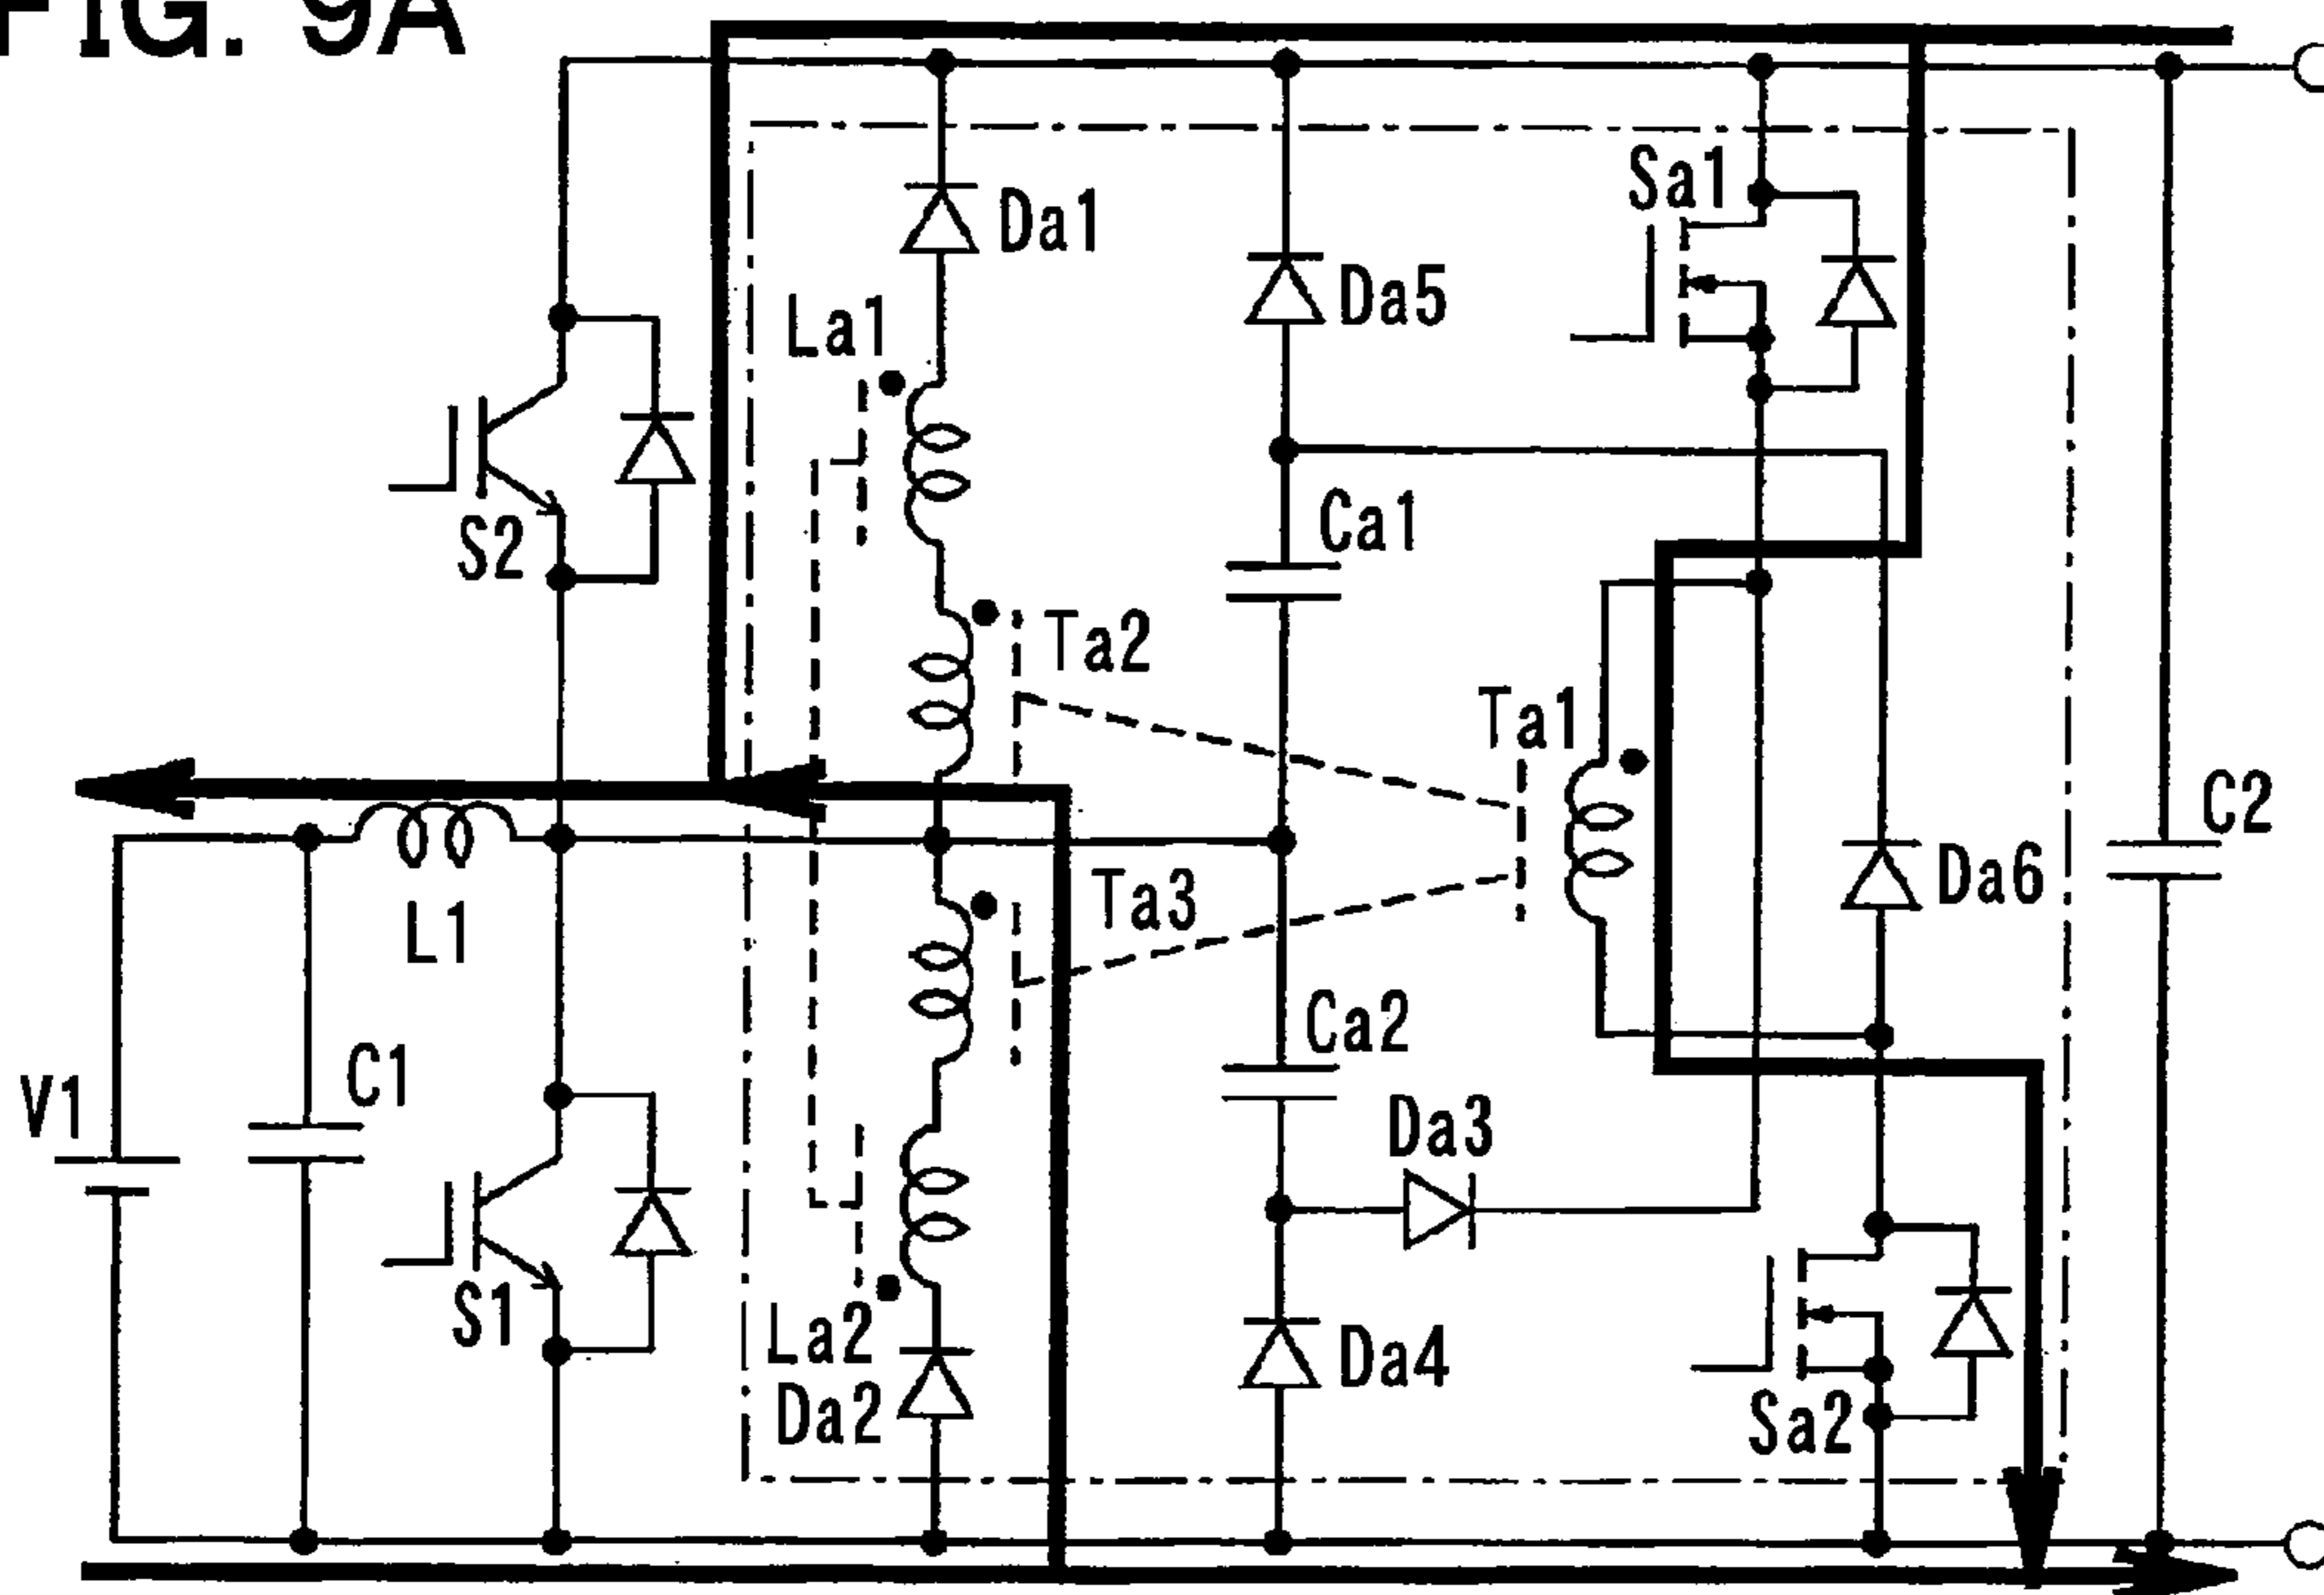 FIG. 9A
Sa1
Da1
Da5
La1
Ca1
S2
Ta2
Ta1
C2
Da6
Ta3
L1
Ca2
C1
V1
Da3
S1
La2
Da4
Da2
Sa2